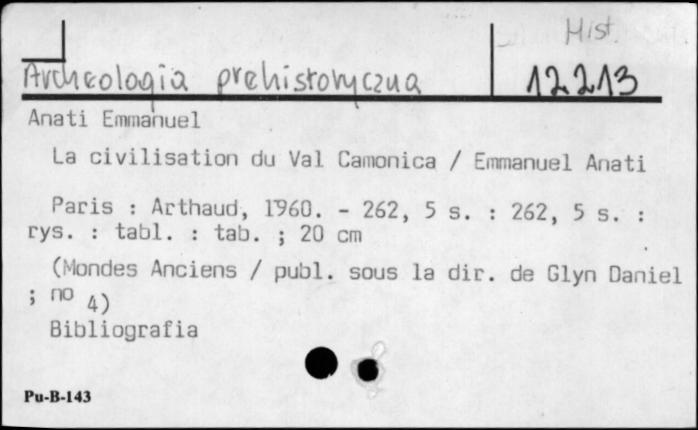 Hist.
Archeologia prehistoryczna 12.213
Anati Emmanuel
La civilisation du Val Camonica / Emmanuel Anati
Paris : Arthaud, 1960. - 262, 5 s. : 262, 5 s. :
rys. : tabl. : tab. ; 20 cm
(Mondes Anciens / publ. sous la dir. de Glyn Daniel
; no 4)
Bibliografia
Pu-B-143